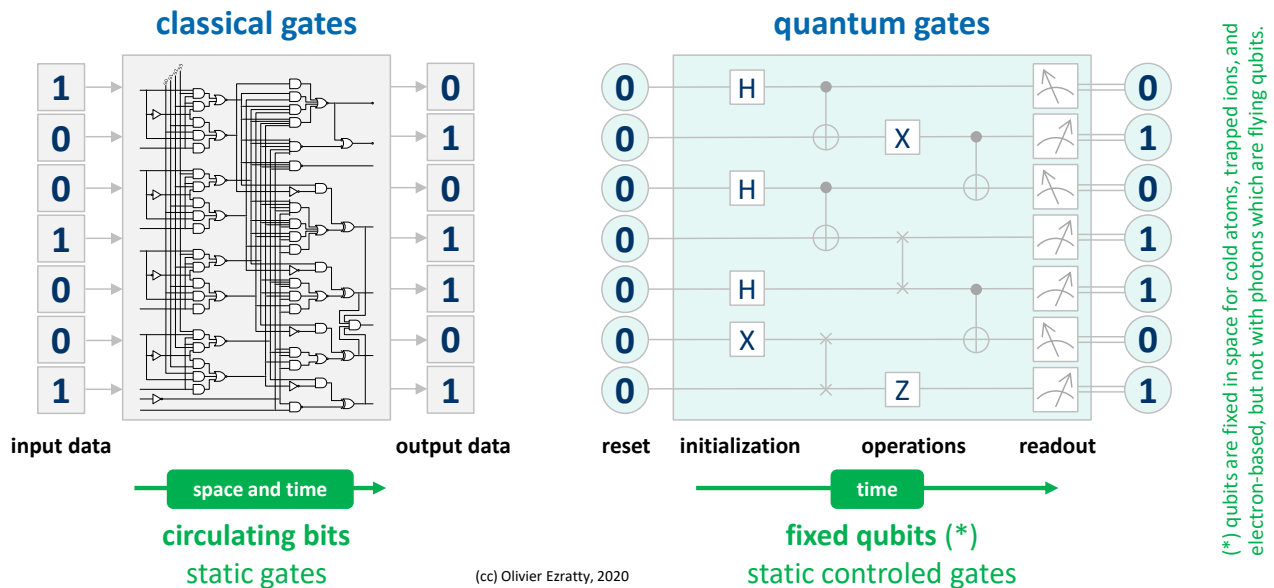 classical gates
quantum gates
1 0
0 1
0 0
1 1
0 1
0 0
1 1
0 H 0
0 X 1
0 H 0
0 1
0 H 1
0 X 0
0 Z 1
input data
output data
reset
initialization
operations
readout
space and time
time
circulating bits
static gates
fixed qubits (*)
static controled gates
(cc) Olivier Ezratty, 2020
(*) qubits are fixed in space for cold atoms, trapped ions, and
electron-based, but not with photons which are flying qubits.